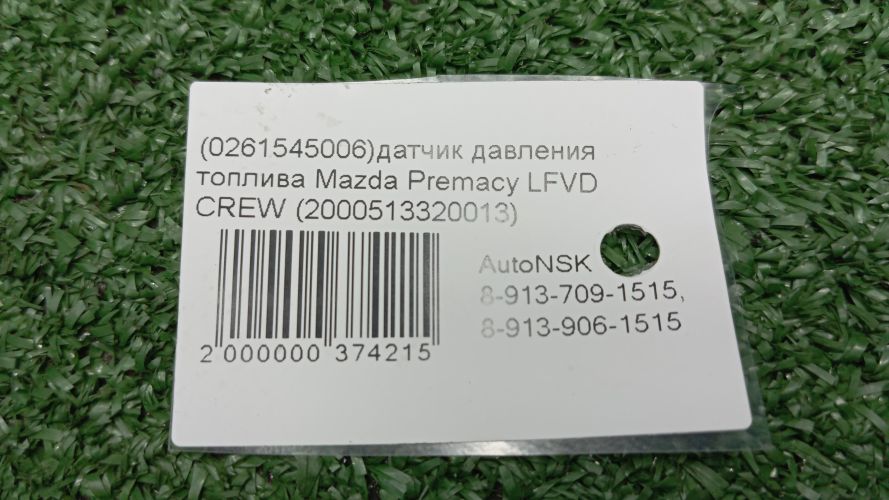 (0261545006)датчик давления
топлива Mazda Premacy LFVD
CREW (2000513320013)
AutoNSK
8-913-709-1515,
8-913-906-1515
2 000000 374215